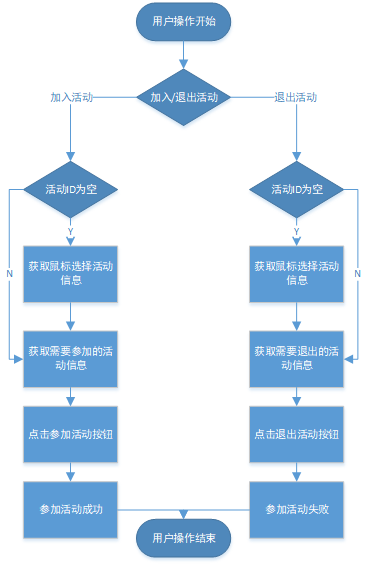 用户操作开始
加入/退出活动
加入活动
退出活动
活动ID为空
活动ID为空
Y
Y
获取鼠标选择活动
信息
获取鼠标选择活动
信息
N
N
获取需要参加的活
动信息
获取需要退出的活
动信息
点击参加活动按钮
点击退出活动按钮
参加活动成功
参加活动失败
用户操作结束